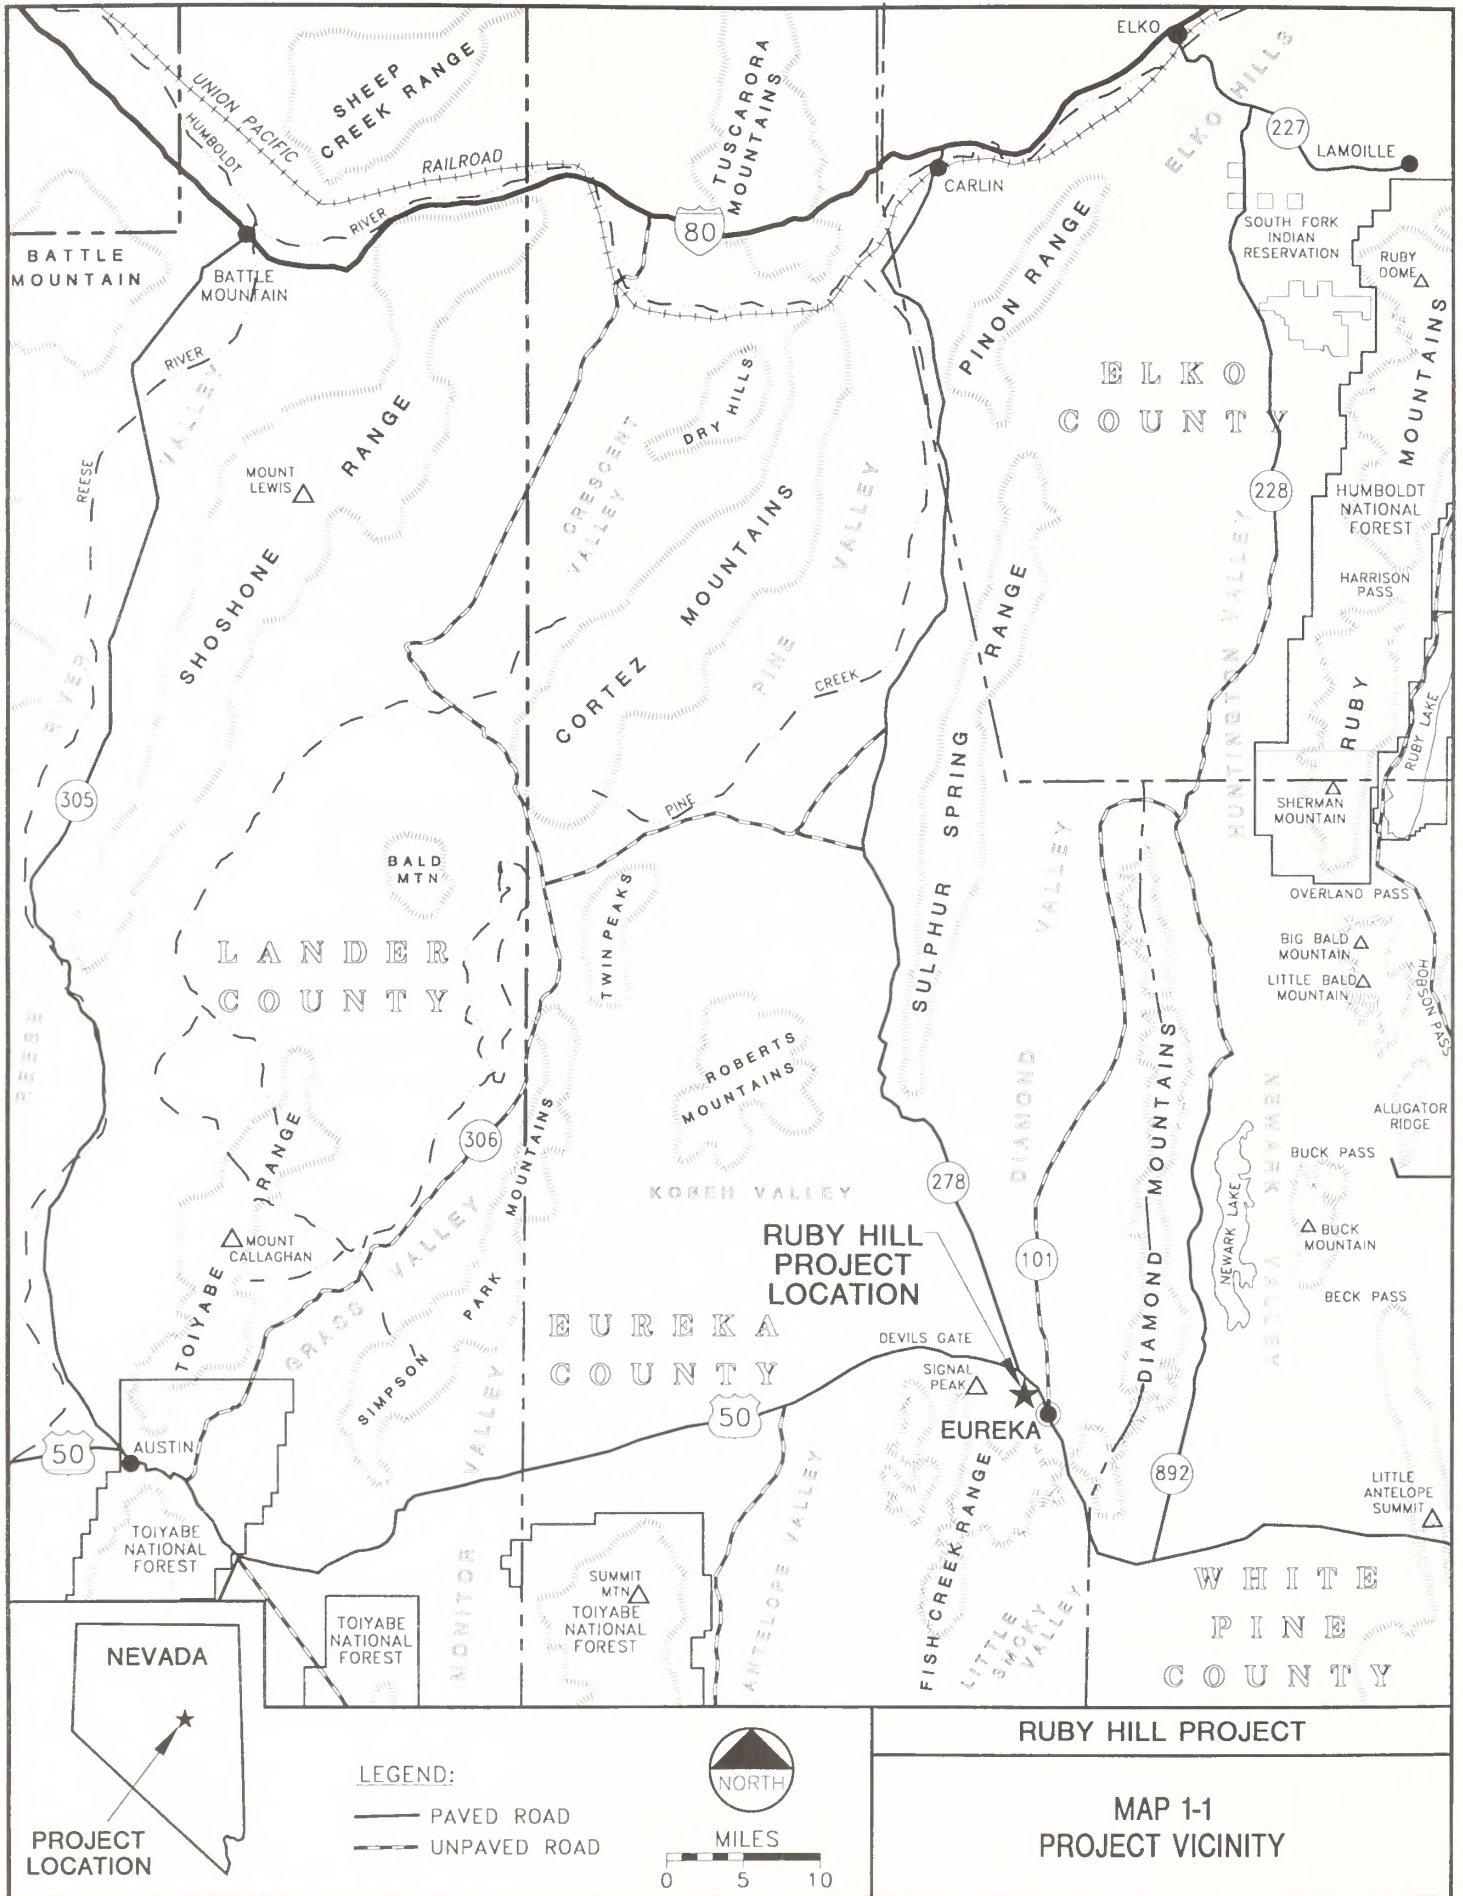 ELKO
ELKO HILLS
SHEEP
CREEK RANGE
TUSCARORA
MOUNTAINS
UNION PACIFIC
RAILROAD
HUMBOLDT
RIVER
227
LAMOILLE
CARLIN
80
SOUTH FORK
INDIAN
RESERVATION
RUBY
DOME
BATTLE
MOUNTAIN
BATTLE
MOUNTAIN
PINON RANGE
MOUNTAINS
RIVER
VALLEY
REESE
RANGE
DRY HILLS
ELKO
COUNTY
MOUNT
LEWIS
CRESCENT
VALLEY
MOUNTAINS
VALLEY
228
HUMBOLDT
NATIONAL
FOREST
HARRISON
PASS
SHOSHONE
RANGE
CORTEZ
PINE
CREEK
HUNTINGTON VALLEY
RUBY
RUBY LAKE
RIVER
305
PINE
SULPHUR SPRING
SHERMAN
MOUNTAIN
BALD
MTN
TWIN PEAKS
VALLEY
OVERLAND PASS
LANDER
COUNTY
BIG BALD
MOUNTAIN
LITTLE BALD
MOUNTAIN
HOBSON PASS
REESE
ROBERTS
MOUNTAINS
DIAMOND
MOUNTAINS
NEWARK VALLEY
ALLIGATOR
RIDGE
RANGE
306
MOUNTAINS
BUCK PASS
KOBEH VALLEY
278
NEWARK LAKE
MOUNT
CALLAGHAN
GRASS VALLEY
RUBY HILL
PROJECT
LOCATION
101
BUCK
MOUNTAIN
TOIYABE
PARK
SIMPSON
VALLEY
EUREKA
COUNTY
DEVILS GATE
SIGNAL
PEAK
DIAMOND
BECK PASS
EUREKA
50
50
AUSTIN
892
LITTLE
ANTELOPE
SUMMIT
TOIYABE
NATIONAL
FOREST
MONITOR
SUMMIT
MTN
TOIYABE
NATIONAL
FOREST
ANTELOPE VALLEY
FISH CREEK RANGE
LITTLE
SMOKY
VALLEY
WHITE
PINE
COUNTY
TOIYABE
NATIONAL
FOREST
NEVADA
PROJECT
LOCATION
LEGEND:
PAVED ROAD
UNPAVED ROAD
NORTH
MILES
0 5 10
RUBY HILL PROJECT
MAP 1-1
PROJECT VICINITY